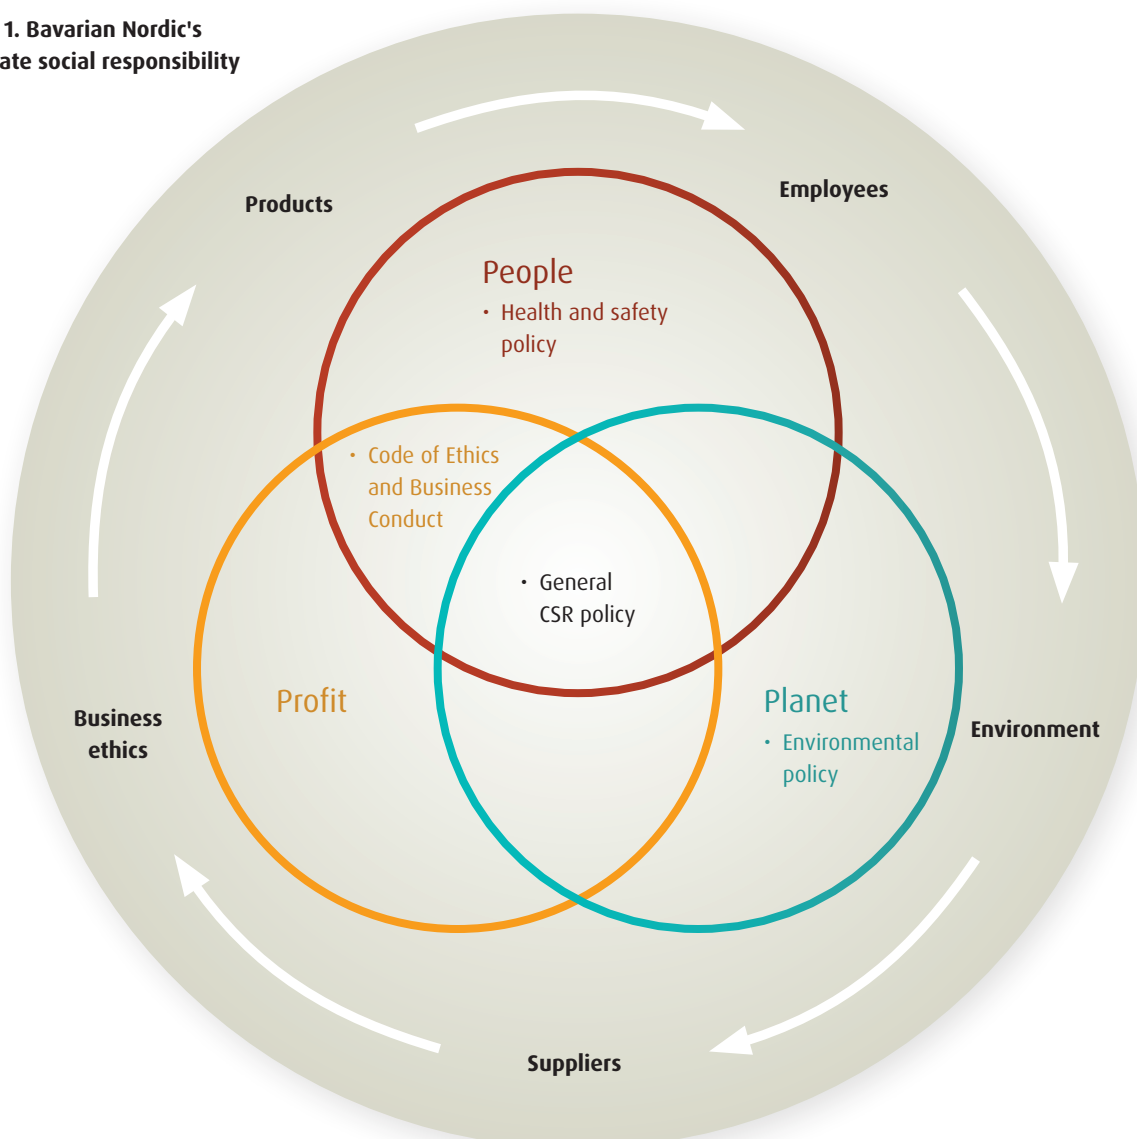 1. Bavarian Nordic's
ate social responsibility
Products
Employees
People
• Health and safety
policy
• Code of Ethics
and Business
Conduct
• General
CSR policy
Profit
Planet
• Environmental
policy
Business
ethics
Environment
Suppliers